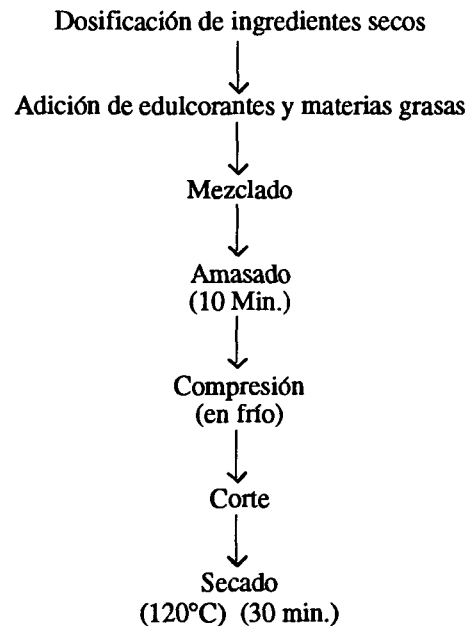 Dosificación de ingredientes secos
Adición de edulcorantes y materias grasas
Mezclado
Amasado
(10 Min.)
Compresión
(en frío)
Corte
Secado
(120°C) (30 min.)